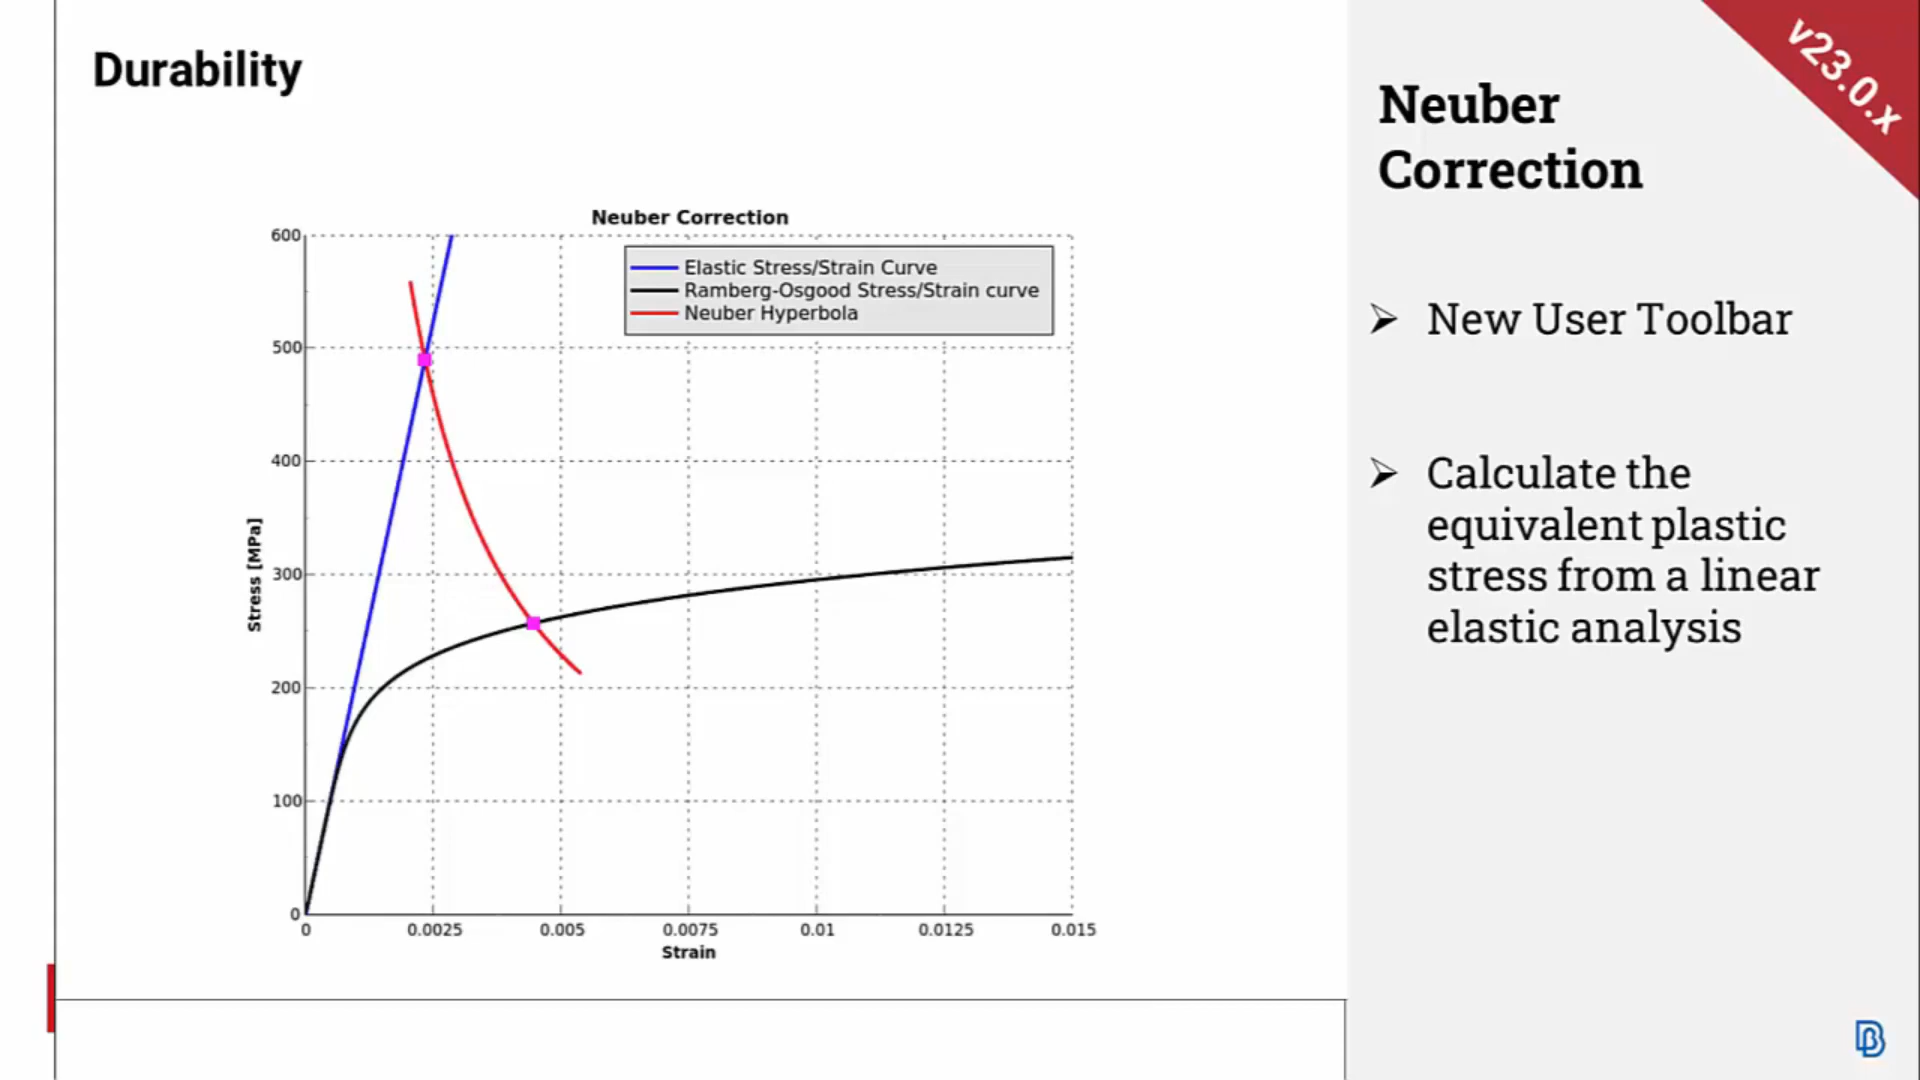 Durability
v23.0.x
Neuber
Correction
New User Toolbar
Calculate the
equivalent plastic
stress from a linear
elastic analysis
Neuber Correction
Elastic Stress/Strain Curve
Ramberg-Osgood Stress/Strain curve
Neuber Hyperbola
Stress [MPa]
600
500
400
300
200
100
0
0 0.0025 0.005 0.0075 0.01 0.0125 0.015
Strain